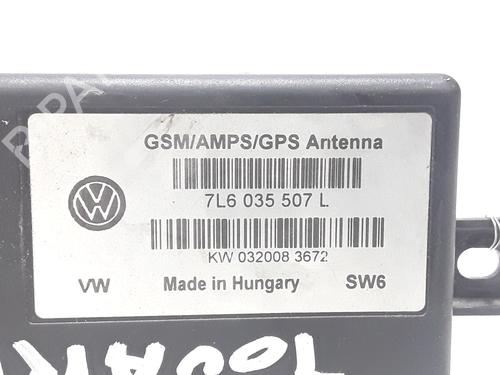 GSM/AMPS/GPS Antenna
7L6 035 507 L
KW 032008 3672
VW Made in Hungary SW6